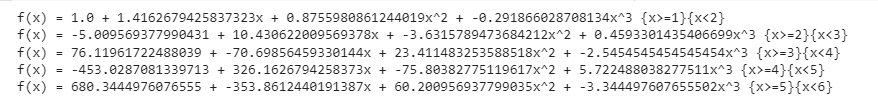 f(x) = 1.0 + 1.4162679425837323x + 0.8755980861244019x^2 + -0.291866028708134x^3 {x>=1}{x<2}
f(x) = -5.009569377990431 + 10.430622009569378x + -3.6315789473684212x^2 + 0.4593301435406699x^3 {x>=2}{x<3}
f(x) = 76.11961722488039 + -70.69856459330144x + 23.411483253588518x^2 + -2.5454545454545454x^3 {x>=3}{x<4}
f(x) = -453.0287081339713 + 326.1626794258373x + -75.80382775119617x^2 + 5.722488038277511x^3 {x>=4}{x<5}
f(x) = 680.3444976076555 + -353.8612440191387x + 60.200956937799035x^2 + -3.344497607655502x^3 {x>=5}{x<6}